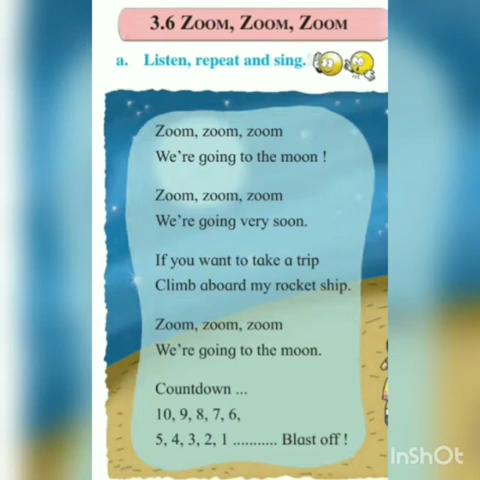 3.6 ZOOM, ZOOM, ZOOM
a. Listen, repeat and sing.
Zoom, zoom, zoom
We're going to the moon !
Zoom, zoom, zoom
We're going very soon.
If you want to take a trip
Climb aboard my rocket ship.
Zoom, zoom, zoom
We're going to the moon.
Countdown ...
10, 9, 8, 7, 6,
5, 4, 3, 2, 1 ........... Blast off !
InShOt